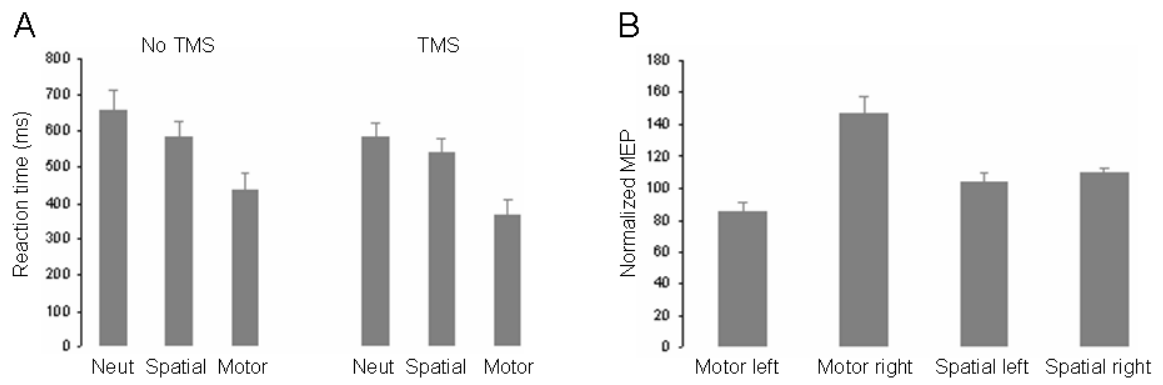 A
No TMS
TMS
Reaction time (ms)
800
700
600
500
400
300
200
100
0
Neut Spatial Motor
Neut Spatial Motor
B
Normalized MEP
180
160
140
120
100
80
60
40
20
0
Motor left Motor right Spatial left Spatial right